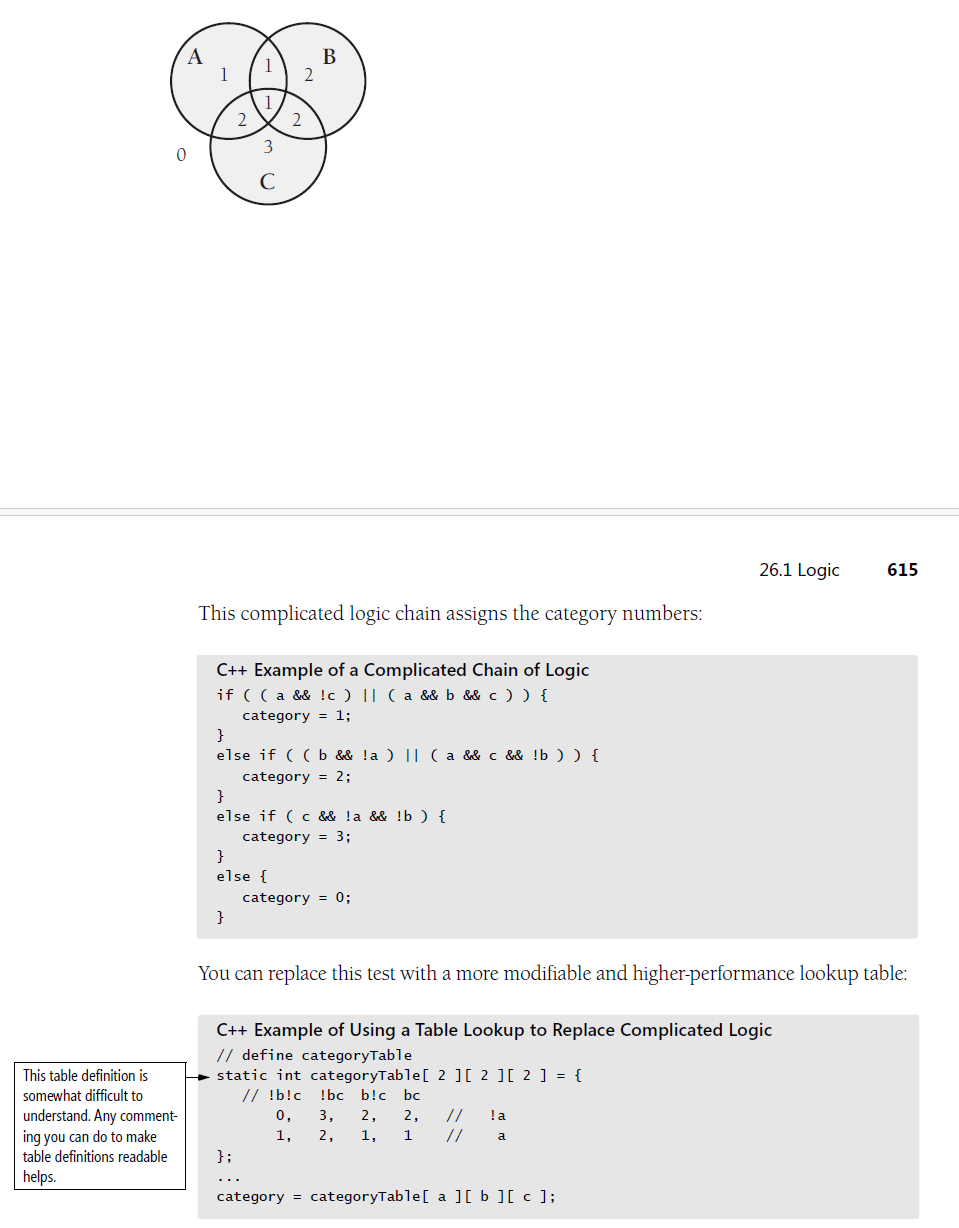 A
B
1
1
2
1
2
2
3
0
C
26.1 Logic 615
This complicated logic chain assigns the category numbers:
C++ Example of a Complicated Chain of Logic
if ( ( a && !c ) || ( a && b && c ) ) {
category = 1;
}
else if ( ( b && !a ) || ( a && c && !b ) ) {
category = 2;
}
else if ( c && !a && !b ) {
category = 3;
}
else {
category = 0;
}
You can replace this test with a more modifiable and higher-performance lookup table:
C++ Example of Using a Table Lookup to Replace Complicated Logic
// define categoryTable
static int categoryTable[ 2 ][ 2 ][ 2 ] = {
// !b!c !bc b!c bc
0, 3, 2, 2, // !a
1, 2, 1, 1 // a
};
...
category = categoryTable[ a ][ b ][ c ];
This table definition is
somewhat difficult to
understand. Any comment-
ing you can do to make
table definitions readable
helps.